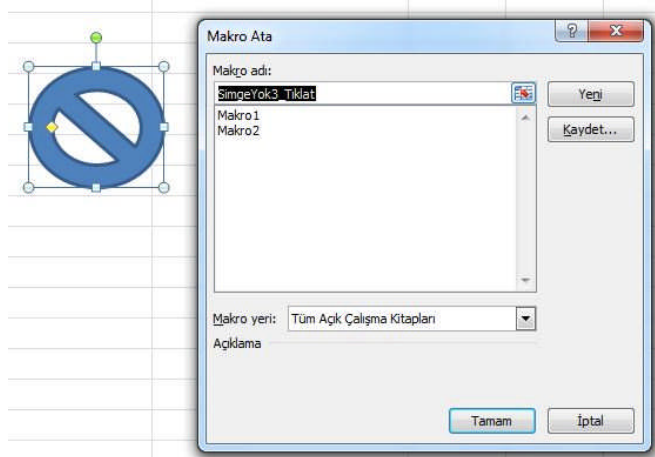 Makro Ata
Makro adı:
SimgeYok3_Tıklat
Yeni
Makro1
Makro2
Kaydet...
Makro yeri: Tüm Açık Çalışma Kitapları
Açıklama
Tamam
İptal